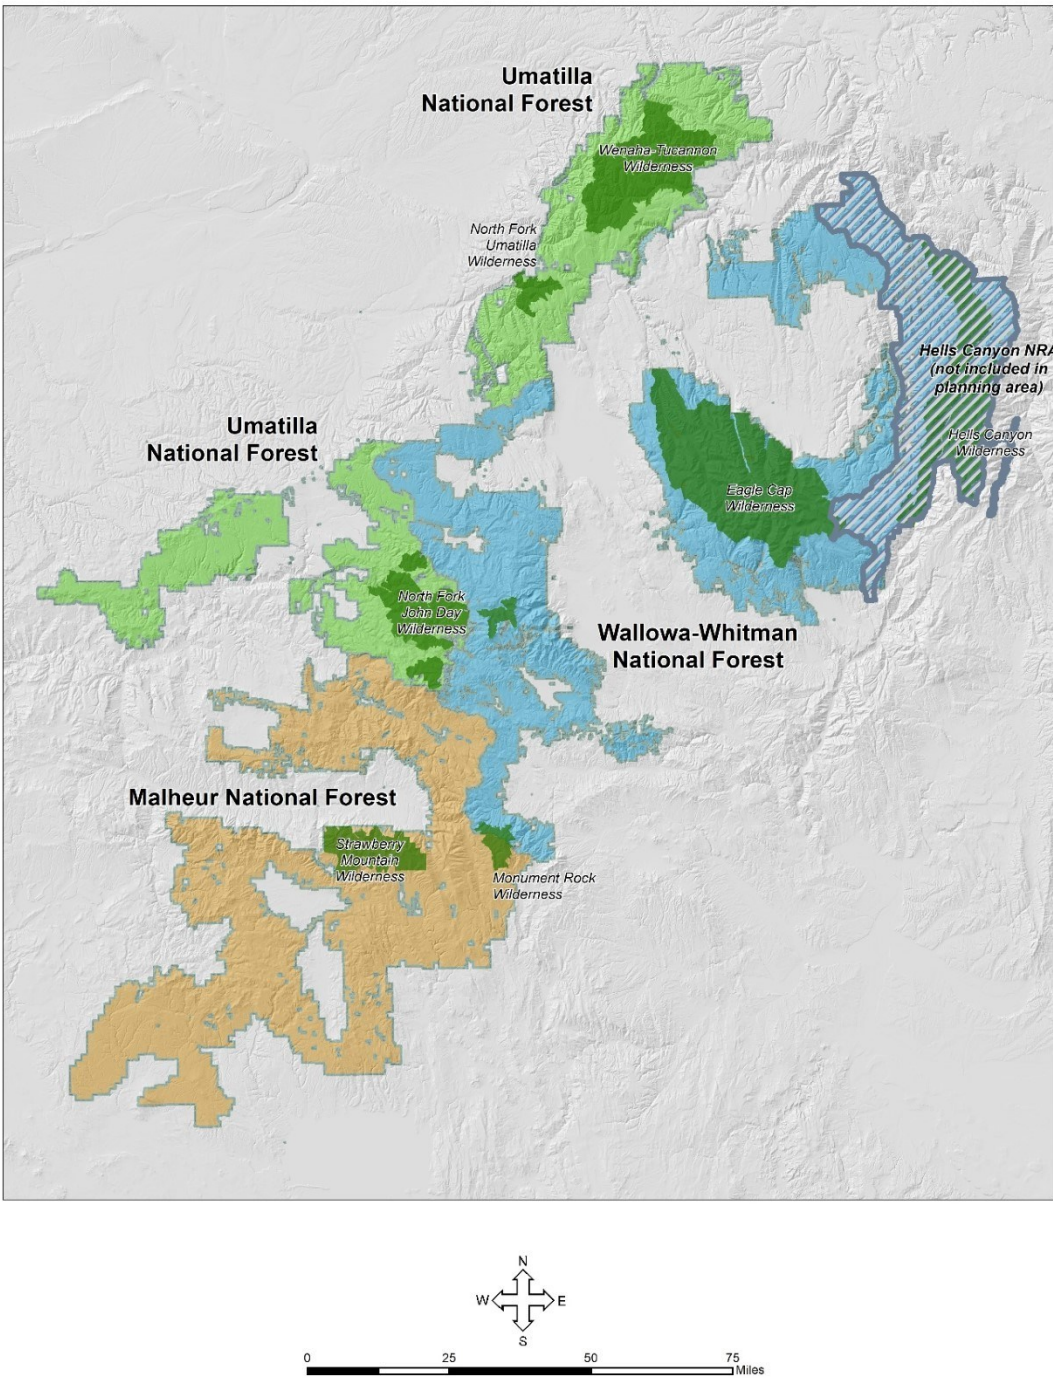 Umatilla
National Forest
Wenaha-Tucannon
Wilderness
North Fork
Umatilla
Wilderness
Hells Canyon NRA
(not included in
planning area)
Hells Canyon
Wilderness
Umatilla
National Forest
Eagle Cap
Wilderness
North Fork
John Day
Wilderness
Wallowa-Whitman
National Forest
Malheur National Forest
Strawberry
Mountain
Wilderness
Monument Rock
Wilderness
N
W E
S
0 25 50 75
Miles